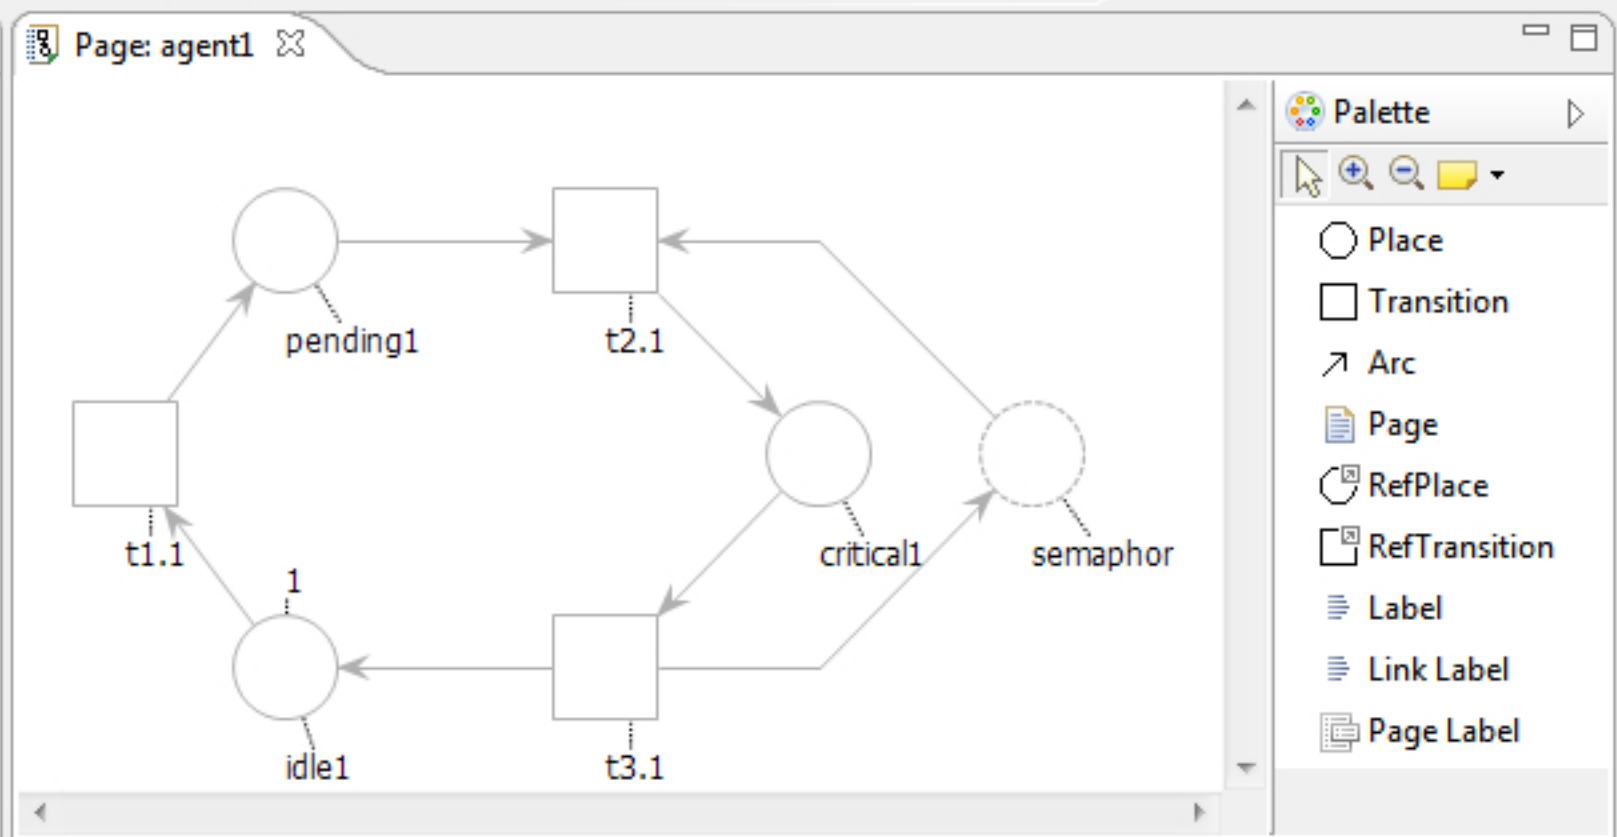 Page: agent1
Palette
Place
Transition
Arc
Page
RefPlace
RefTransition
Label
Link Label
Page Label
pending1
t2.1
t1.1
critical1
semaphor
1
idle1
t3.1